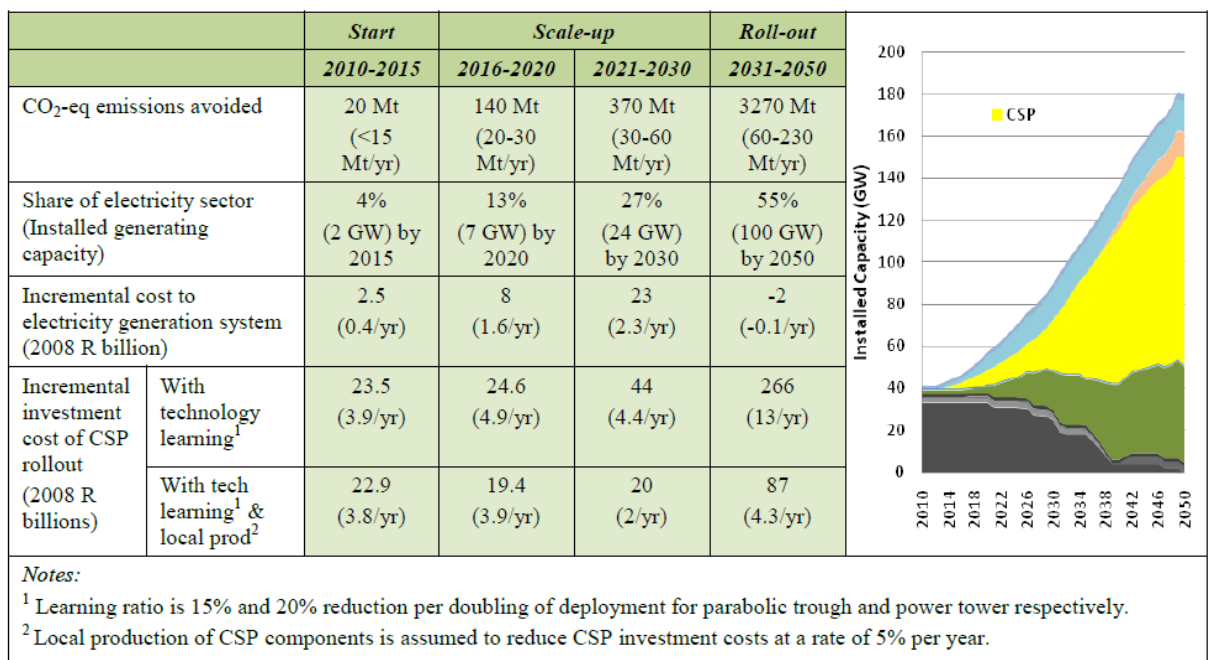 Start Scale-up Roll-out
2010-2015 2016-2020 2021-2030 2031-2050
CO₂-eq emissions avoided 20 Mt 140 Mt 370 Mt 3270 Mt
(<15 (20-30 (30-60 (60-230
Mt/yr) Mt/yr) Mt/yr) Mt/yr)
Share of electricity sector 4% 13% 27% 55%
(Installed generating (2 GW) by (7 GW) by (24 GW) (100 GW)
capacity) 2015 2020 by 2030 by 2050
Incremental cost to 2.5 8 23 -2
electricity generation system (0.4/yr) (1.6/yr) (2.3/yr) (-0.1/yr)
(2008 R billion)
Incremental With 23.5 24.6 44 266
investment technology (3.9/yr) (4.9/yr) (4.4/yr) (13/yr)
cost of CSP learning¹
rollout
(2008 R With tech 22.9 19.4 20 87
billions) learning¹ & (3.8/yr) (3.9/yr) (2/yr) (4.3/yr)
local prod²
Installed Capacity (GW)
200
180
160
140
120
100
80
60
40
20
0
CSP
2010 2014 2018 2022 2026 2030 2034 2038 2042 2046 2050
Notes:
¹ Learning ratio is 15% and 20% reduction per doubling of deployment for parabolic trough and power tower respectively.
² Local production of CSP components is assumed to reduce CSP investment costs at a rate of 5% per year.